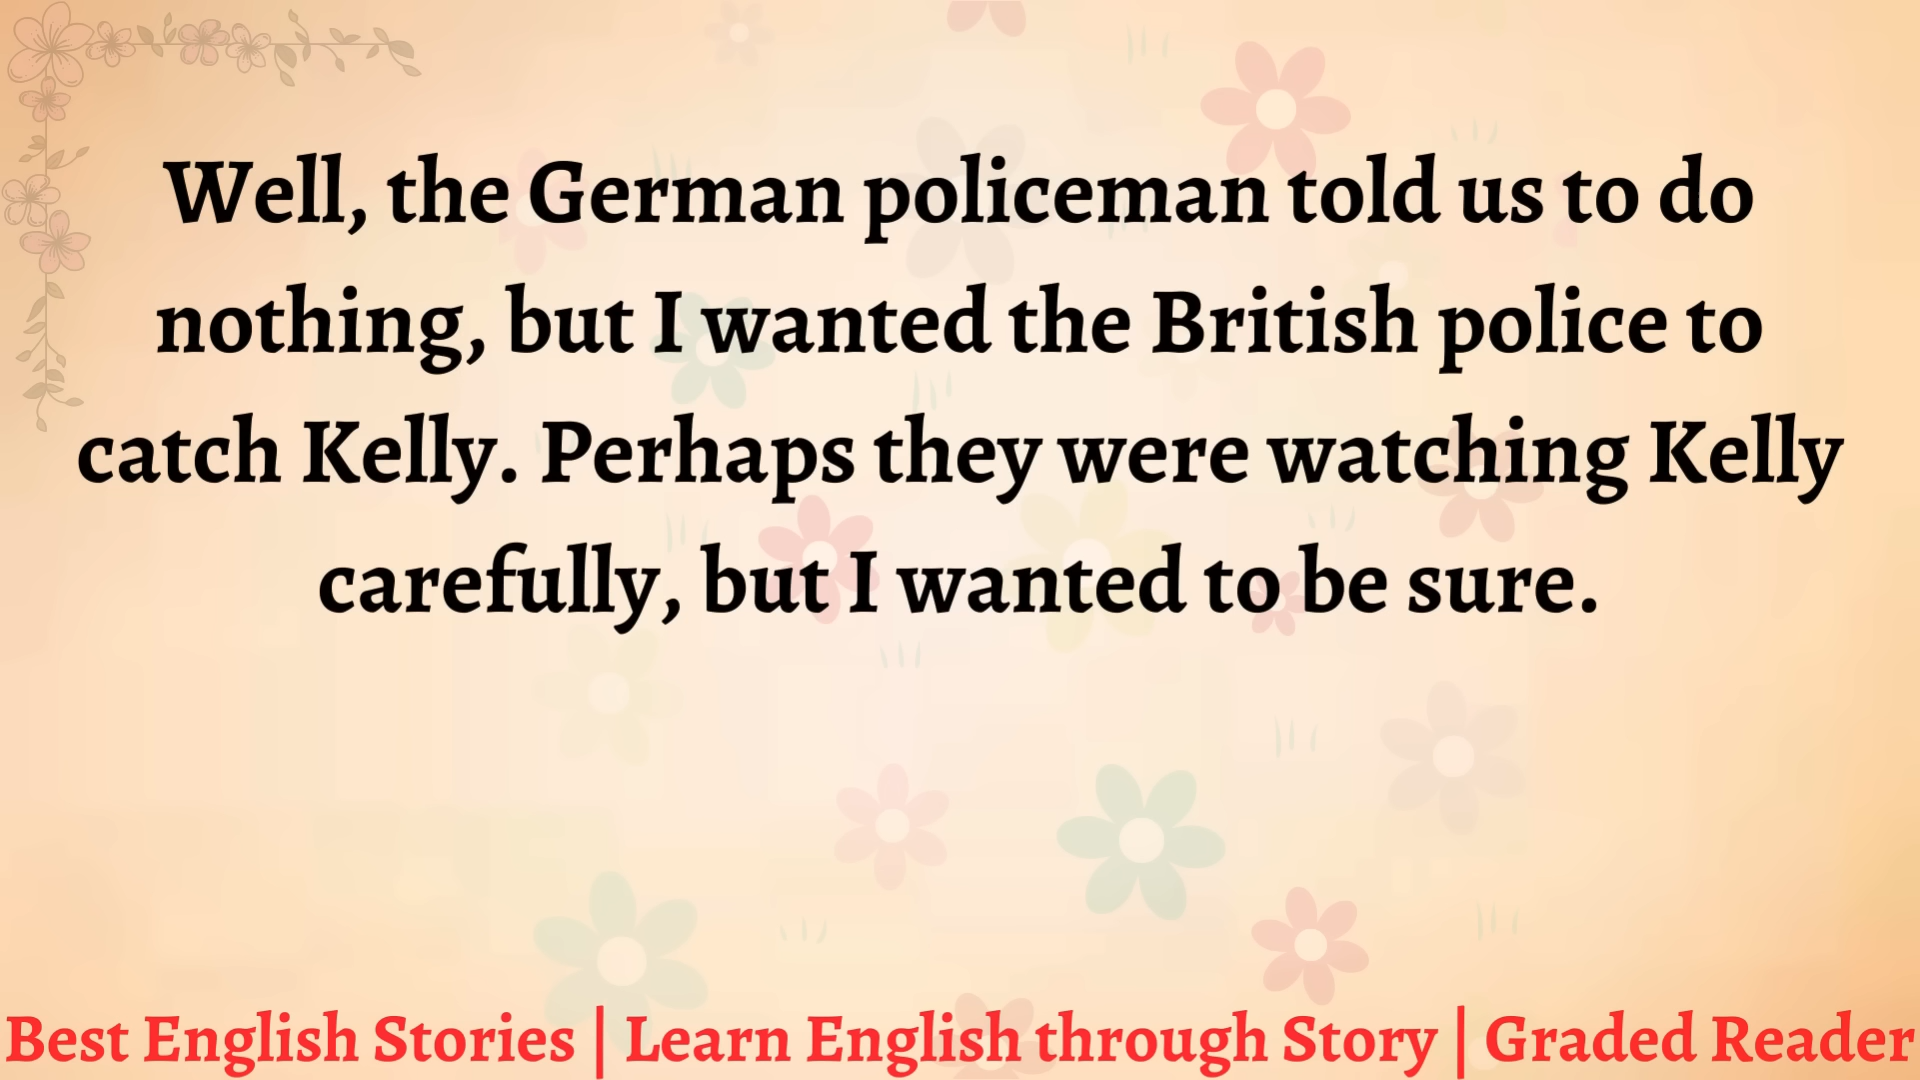 Well, the German policeman told us to do
nothing, but I wanted the British police to
catch Kelly. Perhaps they were watching Kelly
carefully, but I wanted to be sure.
Best English Stories | Learn English through Story | Graded Reader